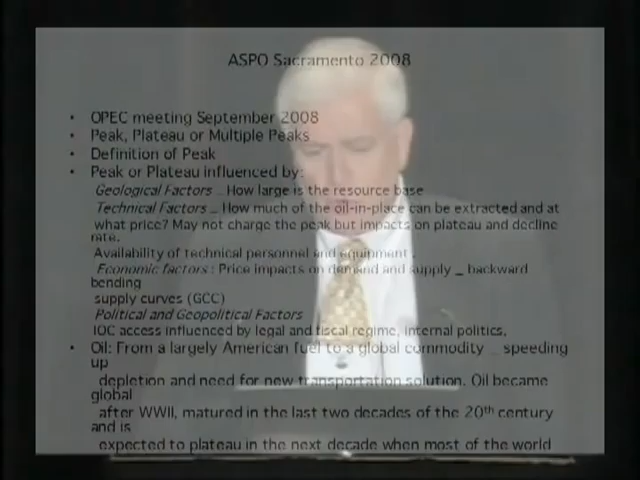 ASPO Sacramento 2008
• OPEC meeting September 2008
• Peak, Plateau or Multiple Peaks
• Definition of Peak
• Peak or Plateau influenced by:
Geological Factors _ How large is the resource base
Technical Factors _ How much of the oil-in-place can be extracted and at
what price? May not charge the peak but impacts on plateau and decline
rate.
Availability of technical personnel and equipment .
Economic factors: Price impacts on demand and supply _ backward
bending
supply curves (GCC)
Political and Geopolitical Factors
IOC access influenced by legal and fiscal regime, internal politics,
• Oil: From a largely American fuel to a global commodity _ speeding
up
depletion and need for new transportation solution. Oil became
global
after WWII, matured in the last two decades of the 20th century
and is
expected to plateau in the next decade when most of the world